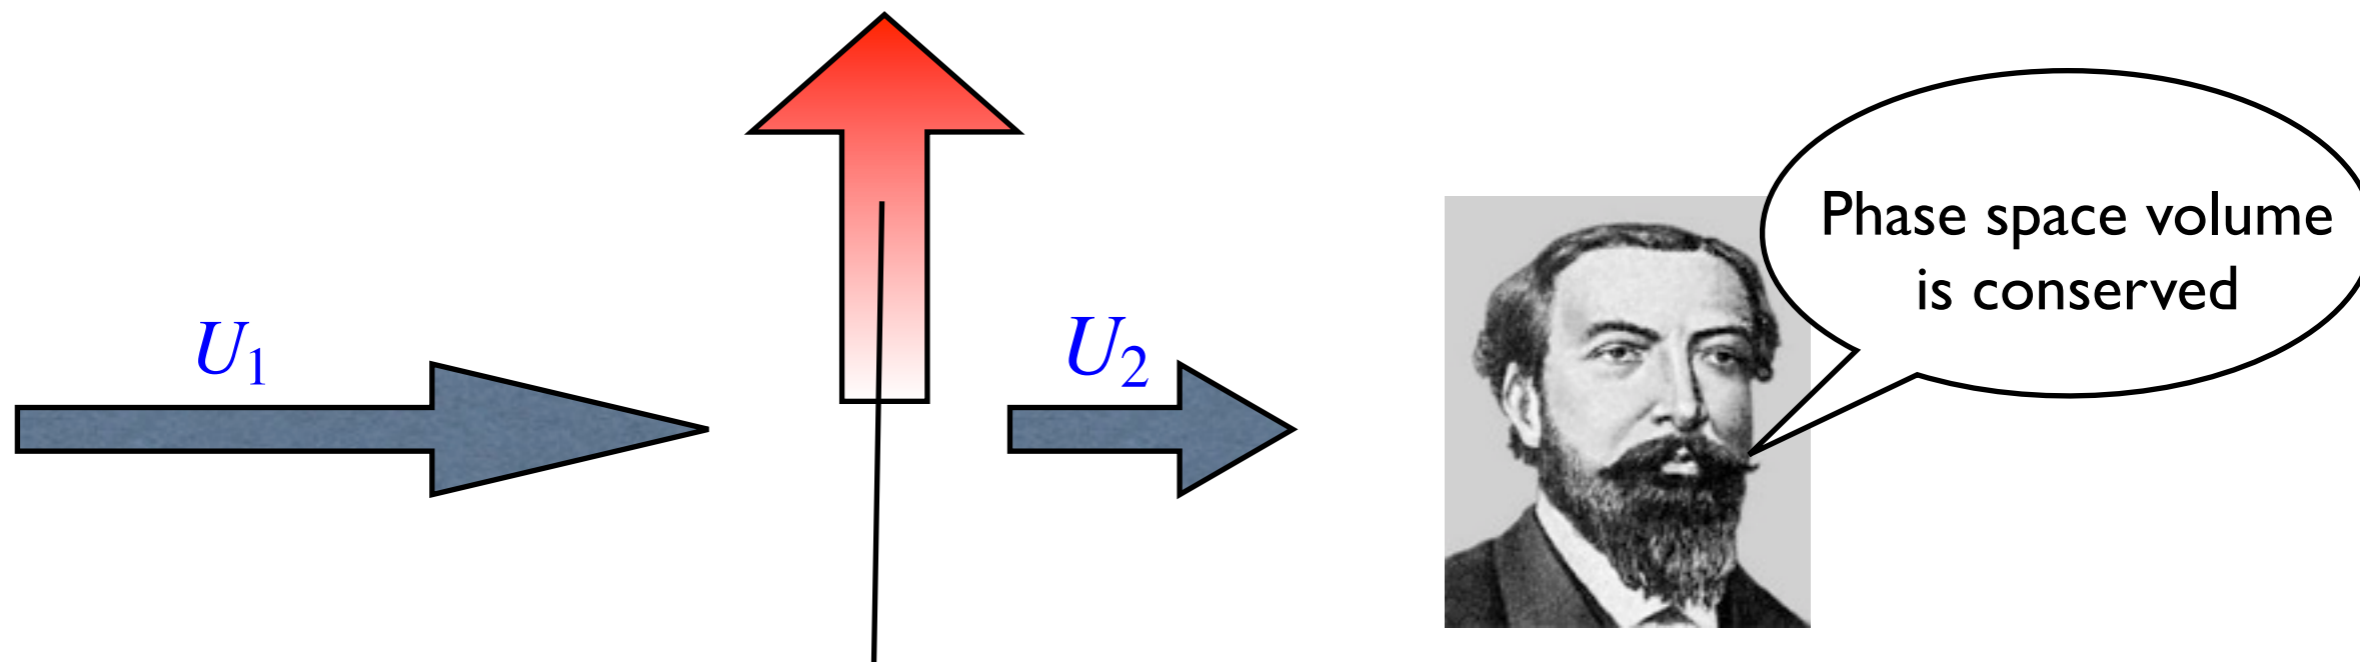 U₁
U₂
Phase space volume
is conserved